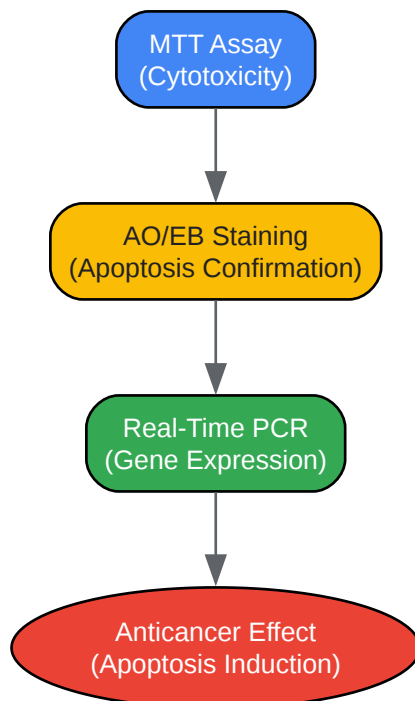 MTT Assay
(Cytotoxicity)
AO/EB Staining
(Apoptosis Confirmation)
Real-Time PCR
(Gene Expression)
Anticancer Effect
(Apoptosis Induction)